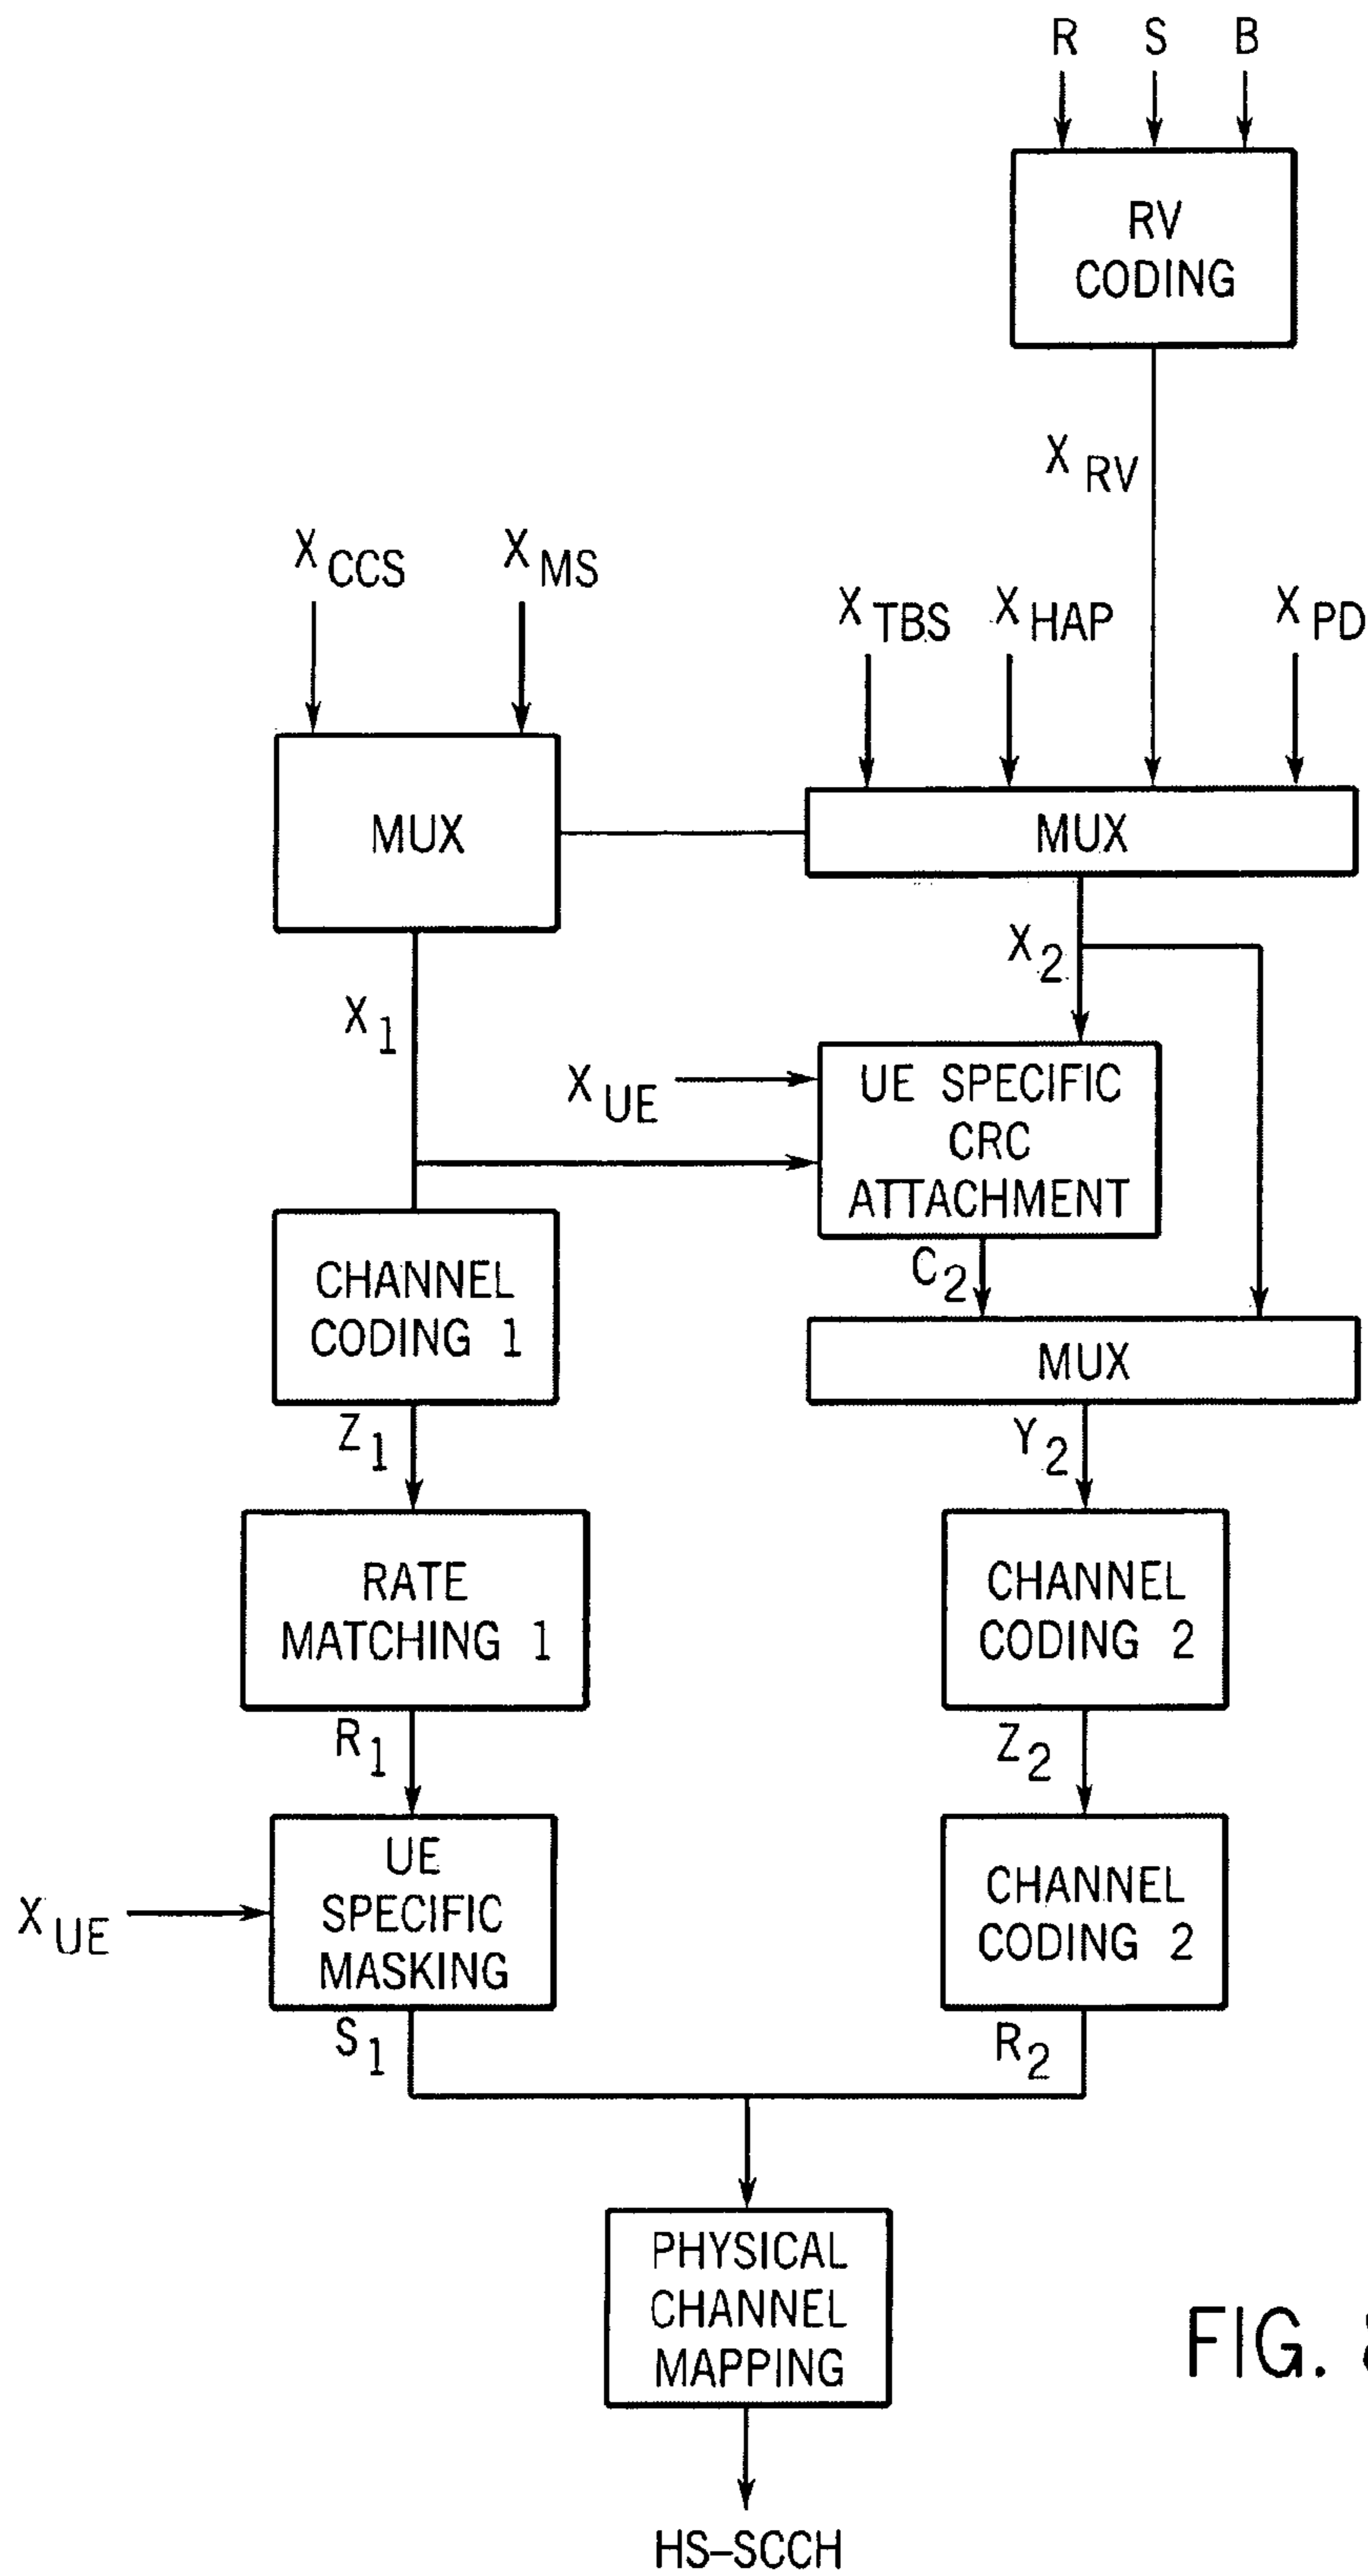 R S B
RV
CODING
X RV
X CCS X MS
X TBS X HAP X PD
MUX
MUX
X 2
X 1
X UE
UE SPECIFIC
CRC
ATTACHMENT
C 2
CHANNEL
CODING 1
MUX
Z 1
Y 2
RATE
MATCHING 1
CHANNEL
CODING 2
R 1
Z 2
X UE
UE
SPECIFIC
MASKING
CHANNEL
CODING 2
S 1
R 2
PHYSICAL
CHANNEL
MAPPING
FIG.
HS–SCCH